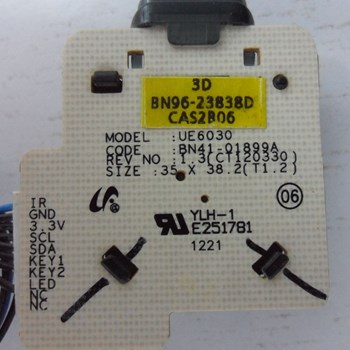 3D
BN96-23838D
CAS2B06
MODEL :UE6030
CODE :BN41-01899A
REV NO :1.3(CT120330)
SIZE :35 X 38.2(T1.2)
06
IR
GND
3.3V
SCL
SDA
KEY1
KEY2
LED
NC
NC
YLH-1
E251781
1221